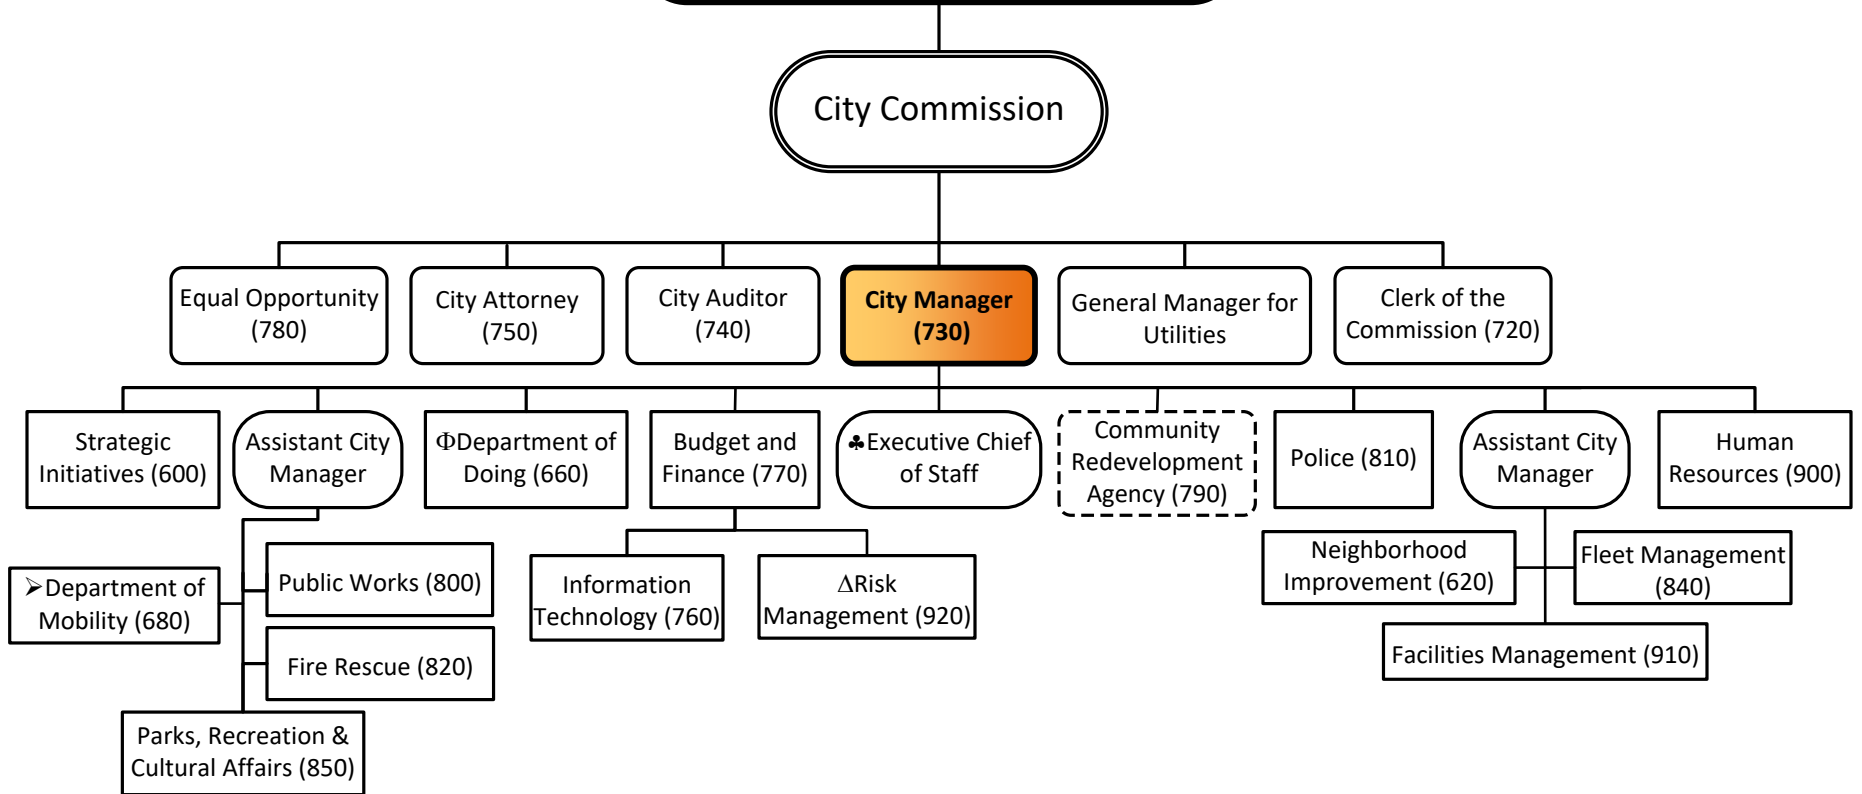 City Commission
Equal Opportunity
(780)
City Attorney
(750)
City Auditor
(740)
City Manager
(730)
General Manager for
Utilities
Clerk of the
Commission (720)
Strategic
Initiatives (600)
Assistant City
Manager
ΦDepartment of
Doing (660)
Budget and
Finance (770)
♣Executive Chief
of Staff
Community
Redevelopment
Agency (790)
Police (810)
Assistant City
Manager
Human
Resources (900)
➢Department of
Mobility (680)
Public Works (800)
Fire Rescue (820)
Parks, Recreation &
Cultural Affairs (850)
Information
Technology (760)
ΔRisk
Management (920)
Neighborhood
Improvement (620)
Fleet Management
(840)
Facilities Management (910)